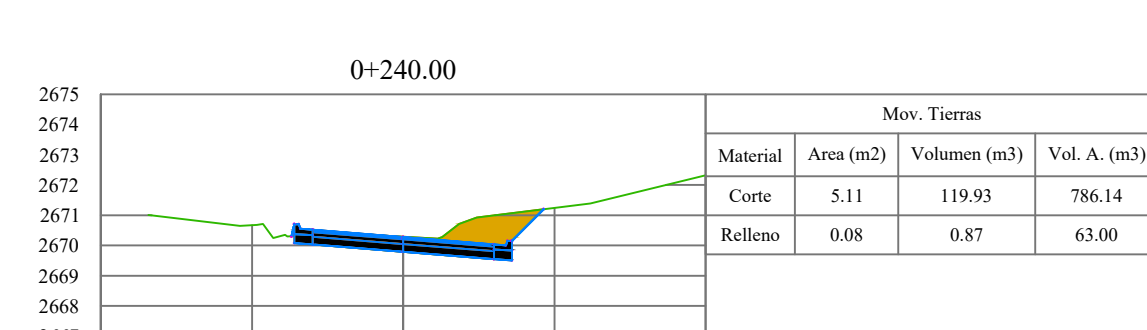 0+240.00
2675
2674
2673
2672
2671
2670
2669
2668
Mov. Tierras
Material Area (m2) Volumen (m3) Vol. A. (m3)
Corte 5.11 119.93 786.14
Relleno 0.08 0.87 63.00